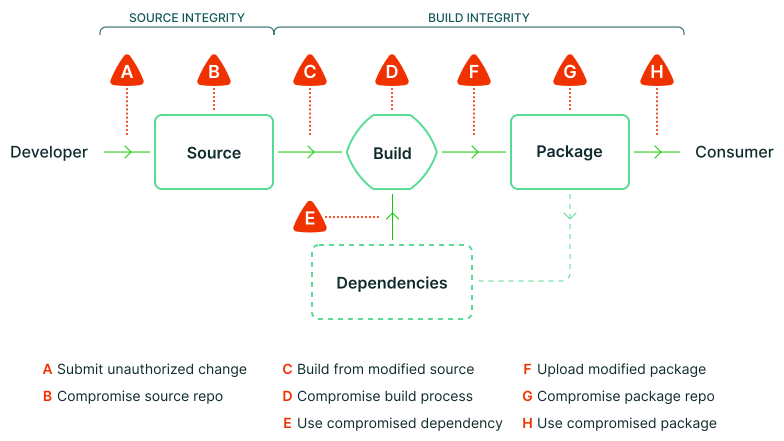 SOURCE INTEGRITY
BUILD INTEGRITY
A
B
C
D
F
G
H
Developer
Source
Build
Package
Consumer
E
Dependencies
A Submit unauthorized change
B Compromise source repo
C Build from modified source
D Compromise build process
E Use compromised dependency
F Upload modified package
G Compromise package repo
H Use compromised package